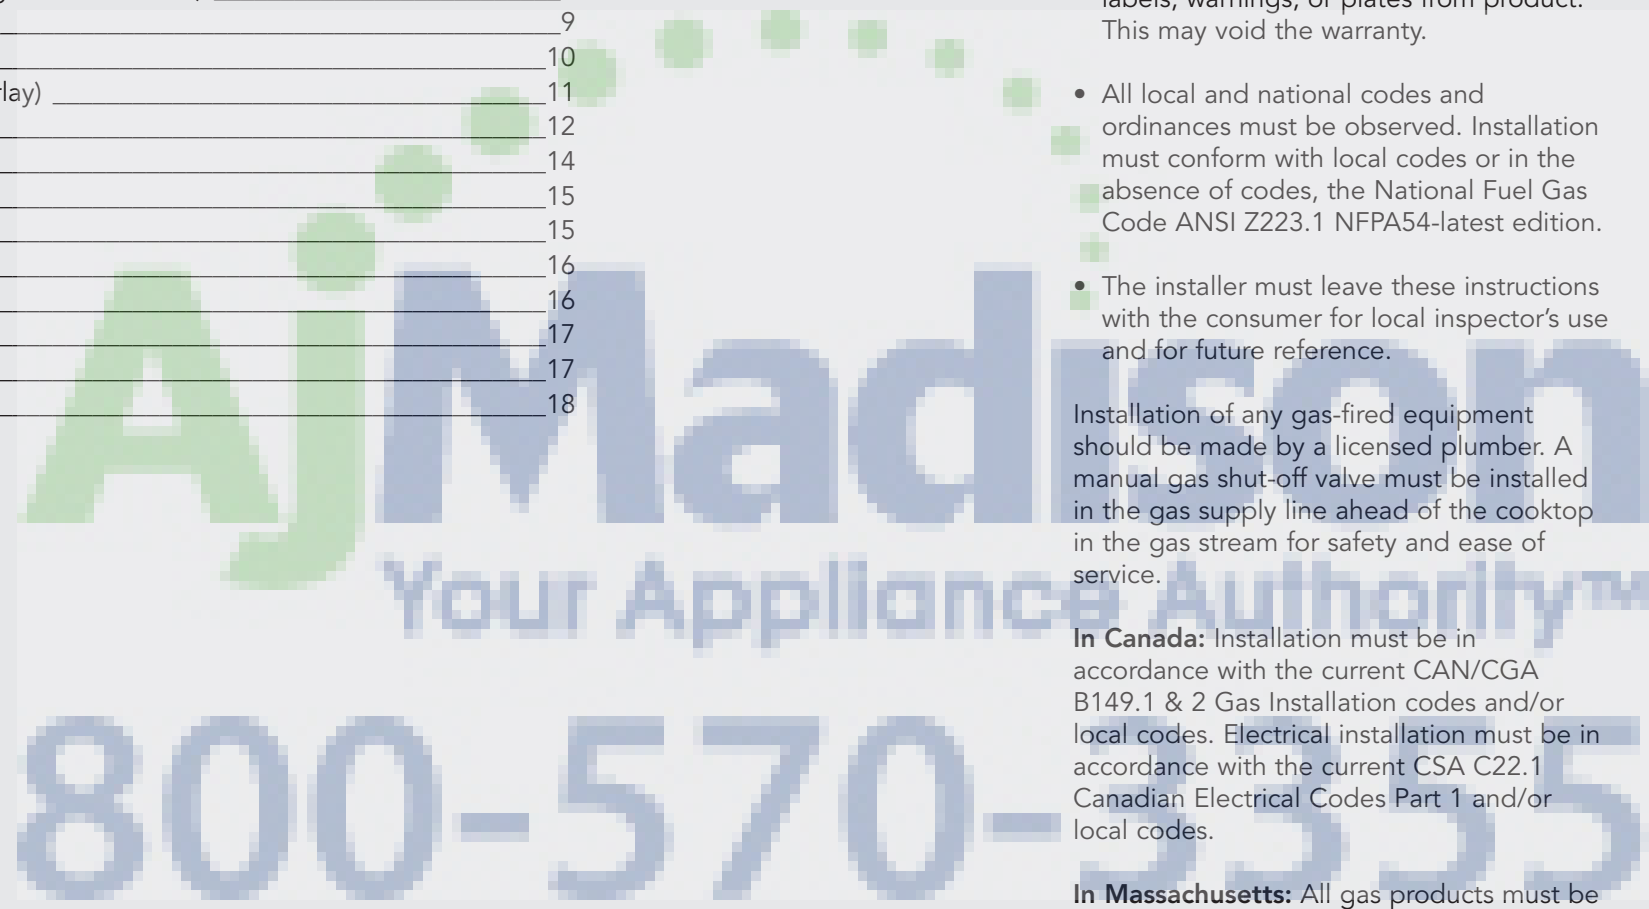 9
10
lay) 11
12
14
15
15
16
16
17
17
18
labels, warnings, or plates from product.
This may void the warranty.
• All local and national codes and
ordinances must be observed. Installation
must conform with local codes or in the
absence of codes, the National Fuel Gas
Code ANSI Z223.1 NFPA54-latest edition.
• The installer must leave these instructions
with the consumer for local inspector’s use
and for future reference.
Installation of any gas-fired equipment
should be made by a licensed plumber. A
manual gas shut-off valve must be installed
in the gas supply line ahead of the cooktop
in the gas stream for safety and ease of
service.
In Canada: Installation must be in
accordance with the current CAN/CGA
B149.1 & 2 Gas Installation codes and/or
local codes. Electrical installation must be in
accordance with the current CSA C22.1
Canadian Electrical Codes Part 1 and/or
local codes.
In Massachusetts: All gas products must be
AjMadison
Your Appliance Authority™
800-570-3355